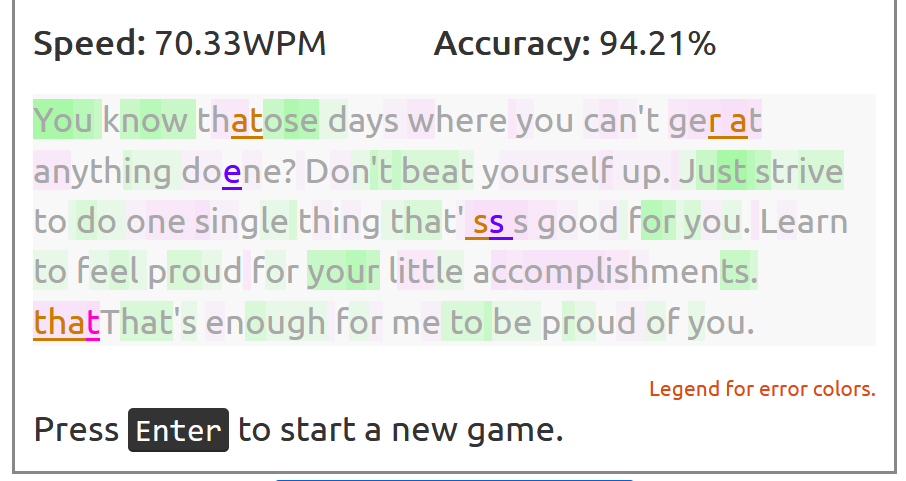 Speed: 70.33WPM Accuracy: 94.21%
You know thatose days where you can't ger at
anything doene? Don't beat yourself up. Just strive
to do one single thing that' ss s good for you. Learn
to feel proud for your little accomplishments.
thatThat's enough for me to be proud of you.
Legend for error colors.
Press Enter to start a new game.